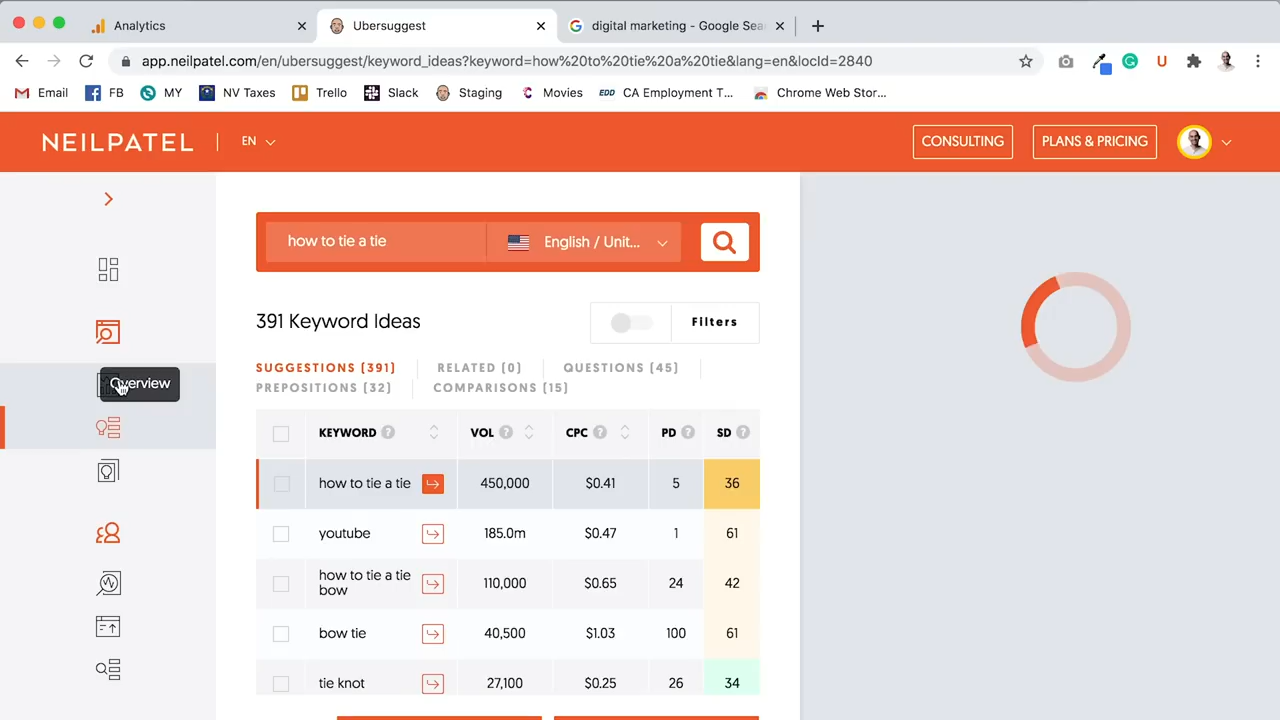 Analytics
Ubersuggest
digital marketing - Google Sea
app.neilpatel.com/en/ubersuggest/keyword_ideas?keyword=how%20to%20tie%20a%20tie&lang=en&locId=2840
Email FB MY NV Taxes Trello Slack Staging Movies EDD CA Employment T... Chrome Web Stor...
NEILPATEL EN CONSULTING PLANS & PRICING
how to tie a tie English / Unit...
391 Keyword Ideas Filters
SUGGESTIONS (391) RELATED (0) QUESTIONS (45)
PREPOSITIONS (32) COMPARISONS (15)
Overview
KEYWORD ? VOL ? CPC ? PD ? SD ?
how to tie a tie 450,000 $0.41 5 36
youtube 185.0m $0.47 1 61
how to tie a tie bow 110,000 $0.65 24 42
bow tie 40,500 $1.03 100 61
tie knot 27,100 $0.25 26 34